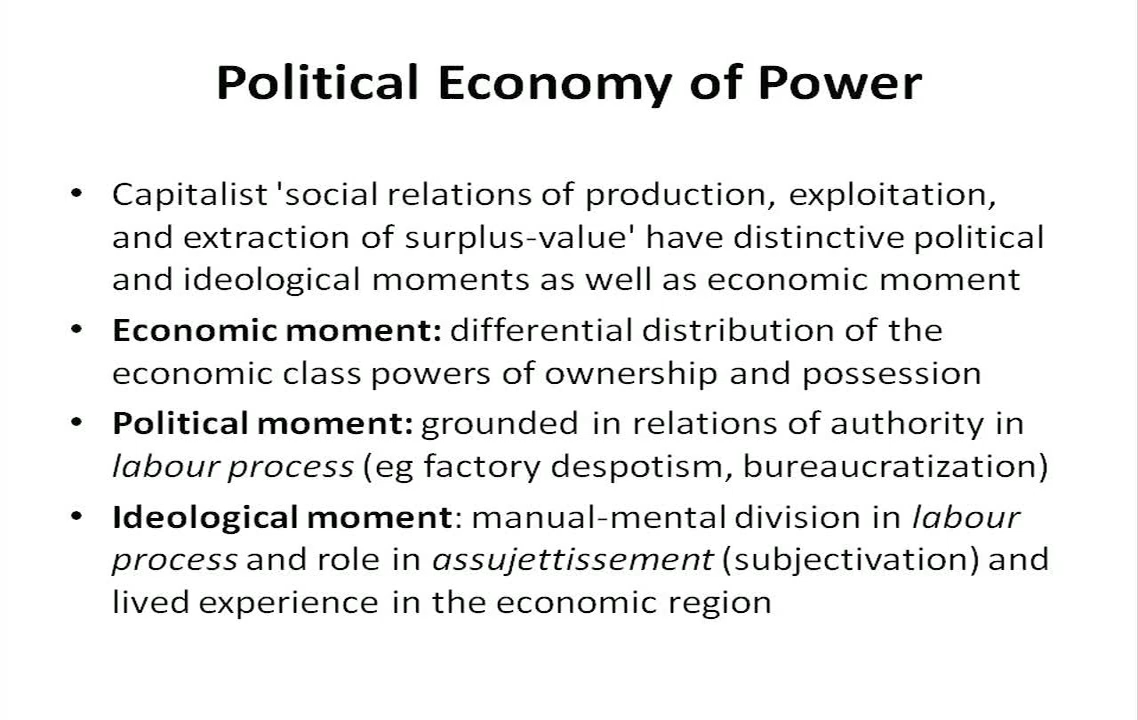 Political Economy of Power
• Capitalist 'social relations of production, exploitation,
and extraction of surplus-value' have distinctive political
and ideological moments as well as economic moment
• Economic moment: differential distribution of the
economic class powers of ownership and possession
• Political moment: grounded in relations of authority in
labour process (eg factory despotism, bureaucratization)
• Ideological moment: manual-mental division in labour
process and role in assujettissement (subjectivation) and
lived experience in the economic region